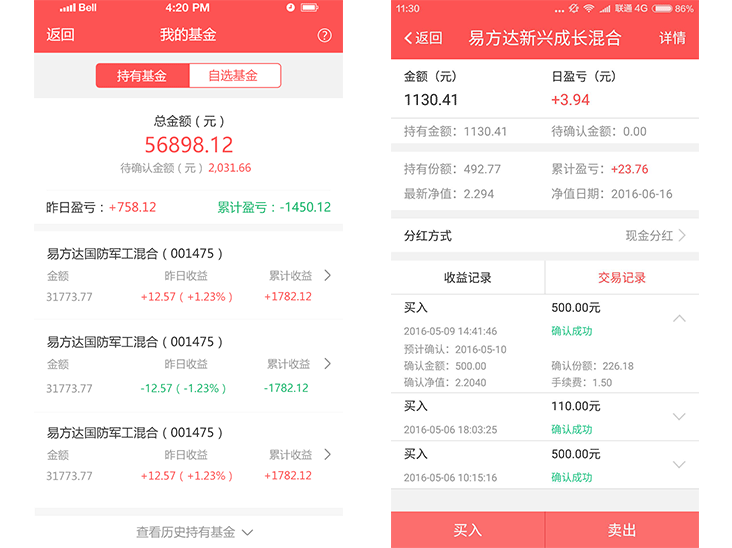 Bell 4:20 PM
返回 我的基金 ?
持有基金 自选基金
总金额（元）
56898.12
待确认金额（元）2,031.66
昨日盈亏：+758.12 累计盈亏：-1450.12
易方达国防军工混合（001475）
金额 昨日收益 累计收益
31773.77 +12.57（+1.23%） +1782.12
易方达国防军工混合（001475）
金额 昨日收益 累计收益
31773.77 -12.57（-1.23%） -1782.12
易方达国防军工混合（001475）
金额 昨日收益 累计收益
31773.77 +12.57（+1.23%） +1782.12
查看历史持有基金
11:30 ... 联通 4G 86%
返回 易方达新兴成长混合 详情
金额（元） 日盈亏（元）
1130.41 +3.94
持有金额：1130.41 待确认金额：0.00
持有份额：492.77 累计盈亏：+23.76
最新净值：2.294 净值日期：2016-06-16
分红方式 现金分红
收益记录 交易记录
买入 500.00元
2016-05-09 14:41:46 确认成功
预计确认：2016-05-10
确认金额：500.00 确认份额：226.18
确认净值：2.2040 手续费：1.50
买入 110.00元
2016-05-06 18:03:25 确认成功
买入 500.00元
2016-05-06 10:15:16 确认成功
买入 卖出